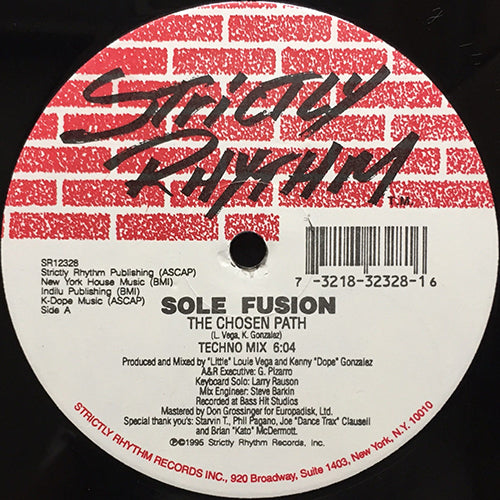 STRICTLY
RHYTHM T.M.
SR12328
Strictly Rhythm Publishing (ASCAP)
New York House Music (BMI)
Indilu Publishing (BMI)
K-Dope Music (ASCAP)
Side A
7 -3218-32328-1 6
SOLE FUSION
THE CHOSEN PATH
(L. Vega, K. Gonzalez)
TECHNO MIX 6:04
Produced and Mixed by "Little" Louie Vega and Kenny "Dope" Gonzalez
A&R Executive: G. Pizarro
Keyboard Solo: Larry Rauson
Mix Engineer: Steve Barkin
Recorded at Bass Hit Studios
Mastered by Don Grossinger for Europadisk, Ltd.
Special thank you's: Starvin T., Phil Pagano, Joe "Dance Trax" Clausell
and Brian "Kato" McDermott.
℗©1995 Strictly Rhythm Records, Inc.
STRICTLY RHYTHM RECORDS INC., 920 Broadway, Suite 1403, New York, N.Y. 10010